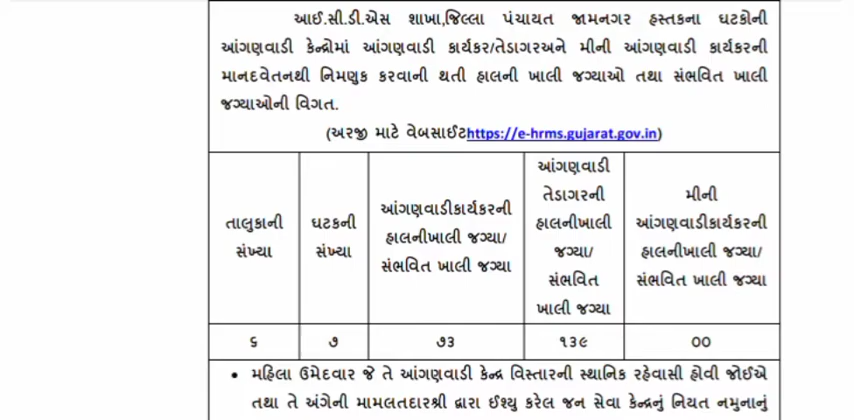 આઈ.સી.ડી.એસ શાખા,જિલ્લા પંચાયત જામનગર હસ્તકના ઘટકોની
આંગણવાડી કેન્દ્રોમાં આંગણવાડી કાર્યકર/તેડાગરઅને મીની આંગણવાડી કાર્યકરની
માનદવેતનથી નિમણુક કરવાની થતી હાલની ખાલી જગ્યાઓ તથા સંભવિત ખાલી
જગ્યાઓની વિગત.
(અરજી માટે વેબસાઈટhttps://e-hrms.gujarat.gov.in)
તાલુકાની
સંખ્યા
ઘટકની
સંખ્યા
આંગણવાડીકાર્યકરની
હાલનીખાલી જગ્યા/
સંભવિત ખાલી જગ્યા
આંગણવાડી
તેડાગરની
હાલનીખાલી
જગ્યા/
સંભવિત
ખાલી જગ્યા
મીની
આંગણવાડીકાર્યકરની
હાલનીખાલી જગ્યા/
સંભવિત ખાલી જગ્યા
૬ ૭ ૭૩ ૧૩૯ ૦૦
• મહિલા ઉમેદવાર જે તે આંગણવાડી કેન્દ્ર વિસ્તારની સ્થાનિક રહેવાસી હોવી જોઈએ
તથા તે અંગેની મામલતદારશ્રી દ્વારા ઈશ્યુ કરેલ જન સેવા કેન્દ્રનું નિયત નમુનાનું